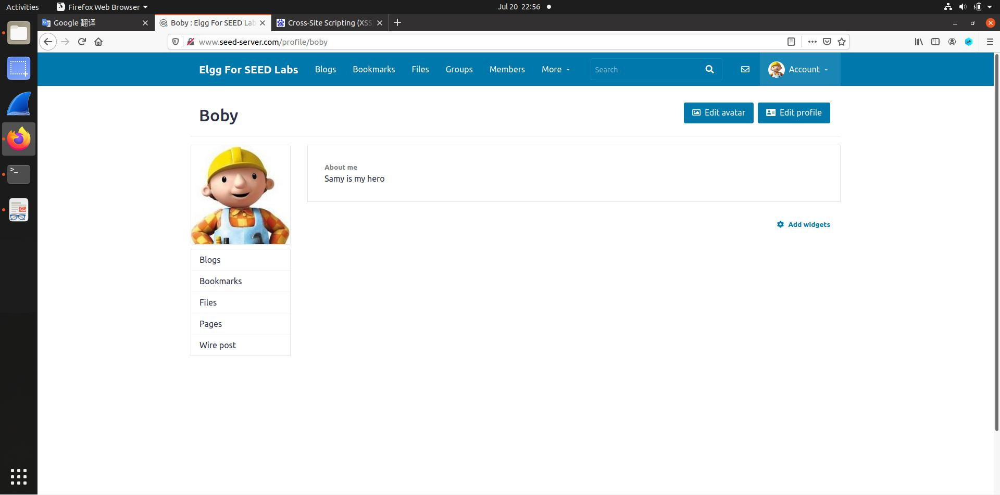 Activities Firefox Web Browser Jul 20 22:56
Google 翻译 Boby : Elgg For SEED Lab Cross-Site Scripting (XSS)
www.seed-server.com/profile/boby
Elgg For SEED Labs Blogs Bookmarks Files Groups Members More Search Account
Boby
Edit avatar Edit profile
About me
Samy is my hero
Add widgets
Blogs
Bookmarks
Files
Pages
Wire post